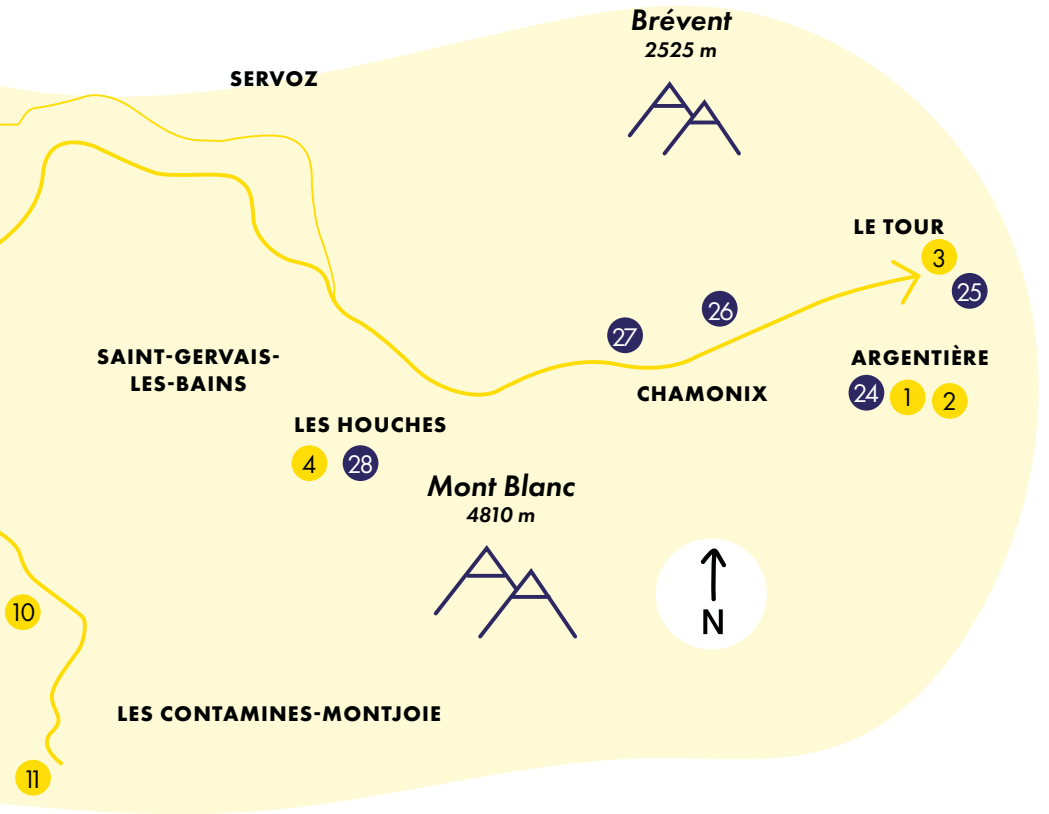 Brévent
2525 m
SERVOZ
LE TOUR
3
25
26
27
SAINT-GERVAIS-
LES-BAINS
ARGENTIÈRE
CHAMONIX
24 1 2
LES HOUCHES
4 28
Mont Blanc
4810 m
N
10
LES CONTAMINES-MONTJOIE
11